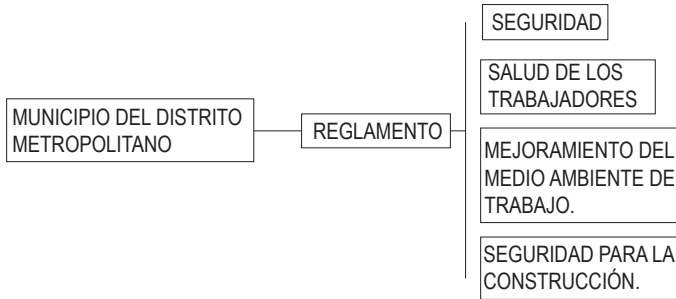 MUNICIPIO DEL DISTRITO
METROPOLITANO
REGLAMENTO
SEGURIDAD
SALUD DE LOS
TRABAJADORES
MEJORAMIENTO DEL
MEDIO AMBIENTE DE
TRABAJO.
SEGURIDAD PARA LA
CONSTRUCCIÓN.